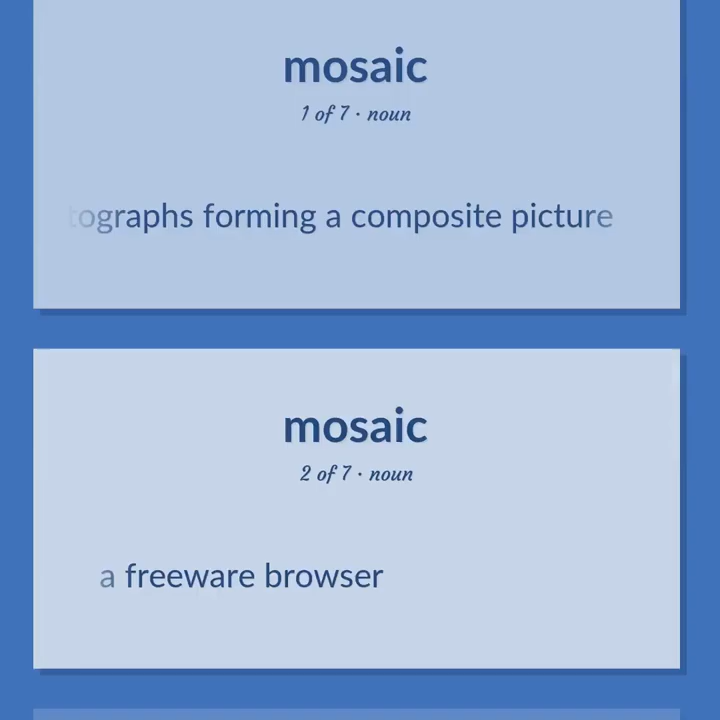 mosaic
1 of 7 · noun
tographs forming a composite picture
mosaic
2 of 7 · noun
a freeware browser